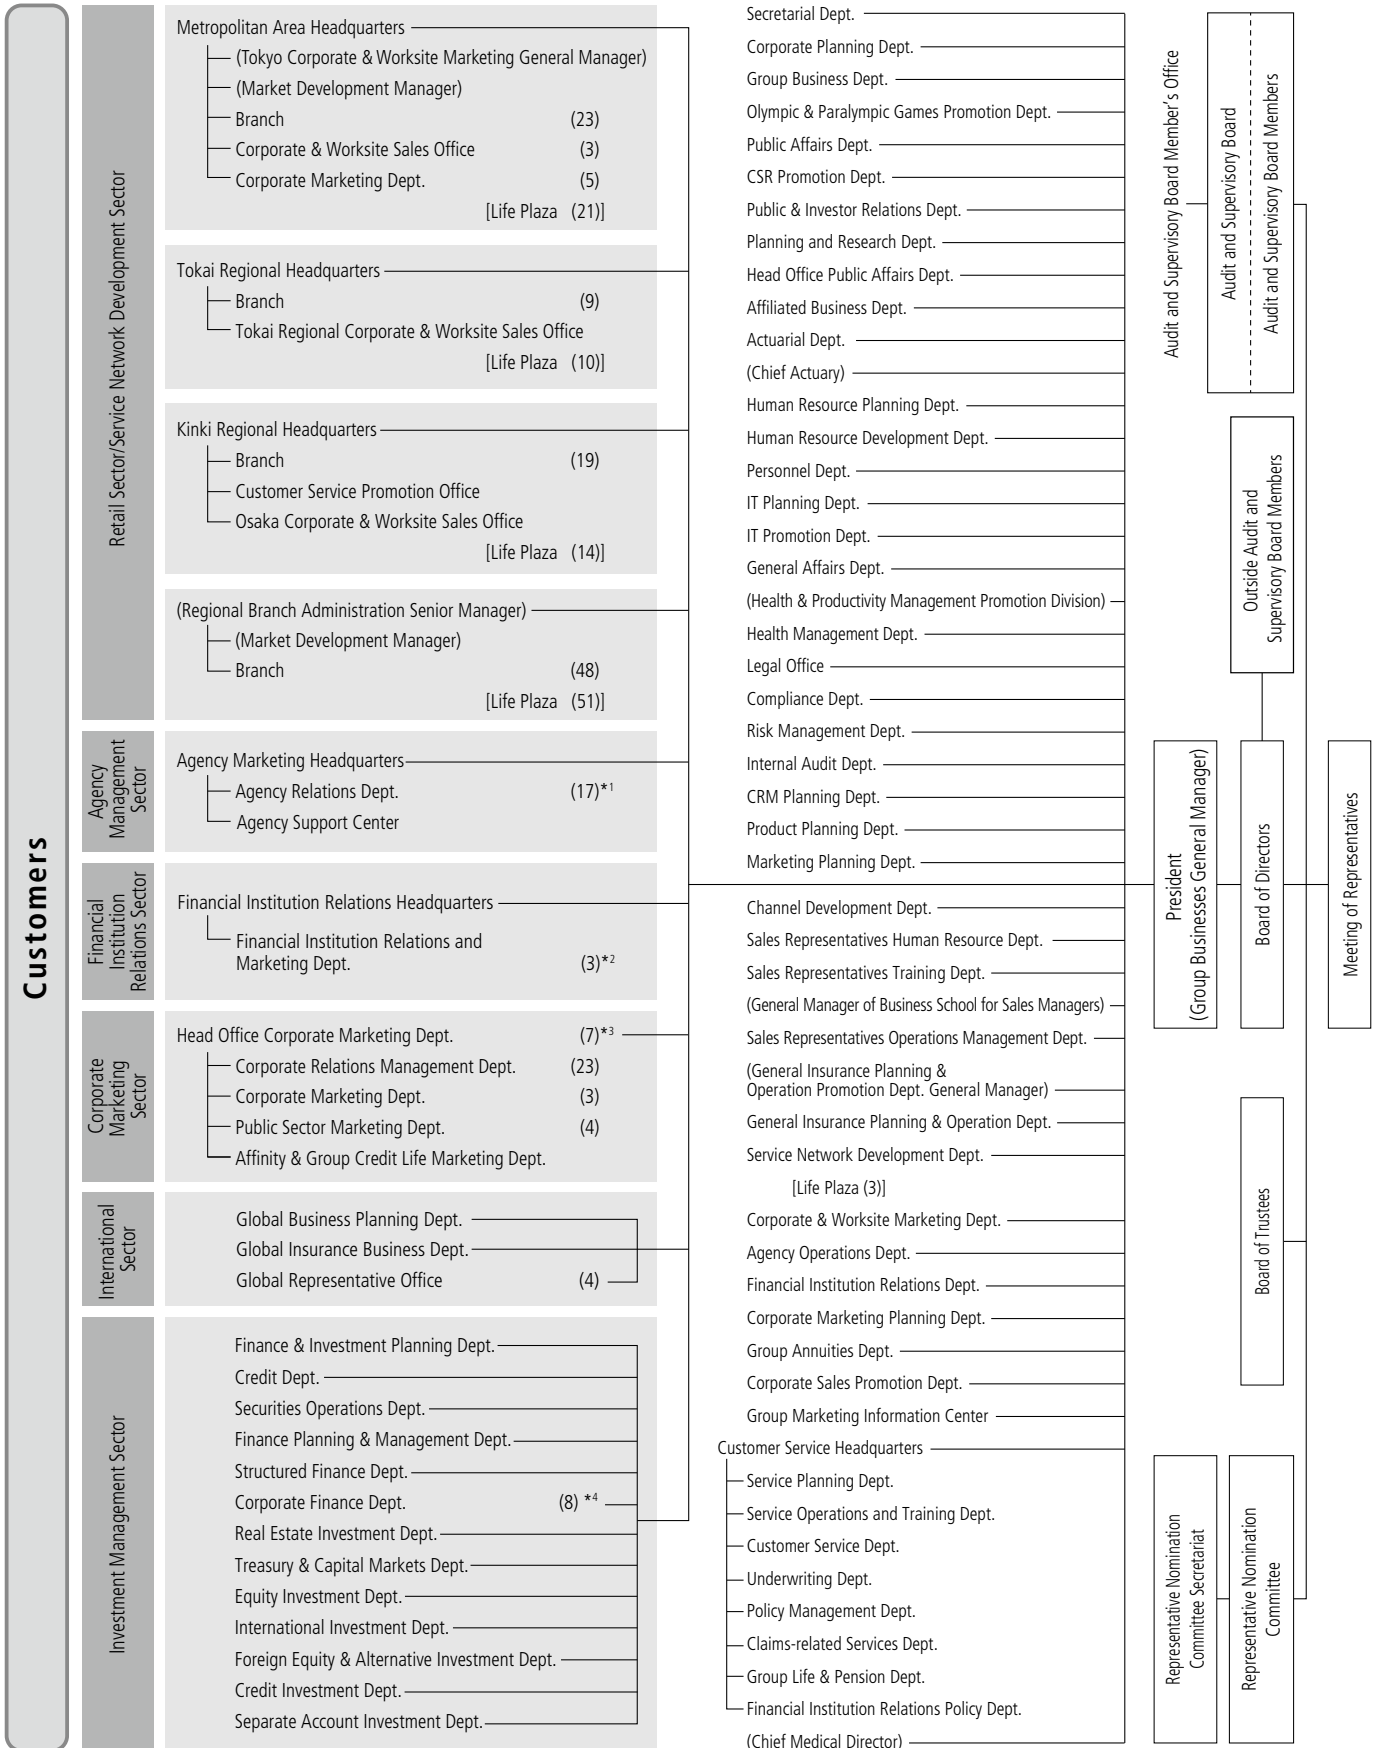 Customers
Retail Sector/Service Network Development Sector
Metropolitan Area Headquarters
(Tokyo Corporate & Worksite Marketing General Manager)
(Market Development Manager)
Branch (23)
Corporate & Worksite Sales Office (3)
Corporate Marketing Dept. (5)
[Life Plaza (21)]
Tokai Regional Headquarters
Branch (9)
Tokai Regional Corporate & Worksite Sales Office
[Life Plaza (10)]
Kinki Regional Headquarters
Branch (19)
Customer Service Promotion Office
Osaka Corporate & Worksite Sales Office
[Life Plaza (14)]
(Regional Branch Administration Senior Manager)
(Market Development Manager)
Branch (48)
[Life Plaza (51)]
Agency
Management
Sector
Agency Marketing Headquarters
Agency Relations Dept. (17)*1
Agency Support Center
Financial
Institution
Relations Sector
Financial Institution Relations Headquarters
Financial Institution Relations and
Marketing Dept. (3)*2
Corporate
Marketing
Sector
Head Office Corporate Marketing Dept. (7)*3
Corporate Relations Management Dept. (23)
Corporate Marketing Dept. (3)
Public Sector Marketing Dept. (4)
Affinity & Group Credit Life Marketing Dept.
International
Sector
Global Business Planning Dept.
Global Insurance Business Dept.
Global Representative Office (4)
Investment Management Sector
Finance & Investment Planning Dept.
Credit Dept.
Securities Operations Dept.
Finance Planning & Management Dept.
Structured Finance Dept.
Corporate Finance Dept. (8) *4
Real Estate Investment Dept.
Treasury & Capital Markets Dept.
Equity Investment Dept.
International Investment Dept.
Foreign Equity & Alternative Investment Dept.
Credit Investment Dept.
Separate Account Investment Dept.
Secretarial Dept.
Corporate Planning Dept.
Group Business Dept.
Olympic & Paralympic Games Promotion Dept.
Public Affairs Dept.
CSR Promotion Dept.
Public & Investor Relations Dept.
Planning and Research Dept.
Head Office Public Affairs Dept.
Affiliated Business Dept.
Actuarial Dept.
(Chief Actuary)
Human Resource Planning Dept.
Human Resource Development Dept.
Personnel Dept.
IT Planning Dept.
IT Promotion Dept.
General Affairs Dept.
(Health & Productivity Management Promotion Division)
Health Management Dept.
Legal Office
Compliance Dept.
Risk Management Dept.
Internal Audit Dept.
CRM Planning Dept.
Product Planning Dept.
Marketing Planning Dept.
Channel Development Dept.
Sales Representatives Human Resource Dept.
Sales Representatives Training Dept.
(General Manager of Business School for Sales Managers)
Sales Representatives Operations Management Dept.
(General Insurance Planning &
Operation Promotion Dept. General Manager)
General Insurance Planning & Operation Dept.
Service Network Development Dept.
[Life Plaza (3)]
Corporate & Worksite Marketing Dept.
Agency Operations Dept.
Financial Institution Relations Dept.
Corporate Marketing Planning Dept.
Group Annuities Dept.
Corporate Sales Promotion Dept.
Group Marketing Information Center
Customer Service Headquarters
Service Planning Dept.
Service Operations and Training Dept.
Customer Service Dept.
Underwriting Dept.
Policy Management Dept.
Claims-related Services Dept.
Group Life & Pension Dept.
Financial Institution Relations Policy Dept.
(Chief Medical Director)
Audit and Supervisory Board Member's Office
Audit and Supervisory Board
Audit and Supervisory Board Members
Outside Audit and
Supervisory Board Members
President
(Group Businesses General Manager)
Board of Directors
Meeting of Representatives
Board of Trustees
Representative Nomination
Committee Secretariat
Representative Nomination
Committee